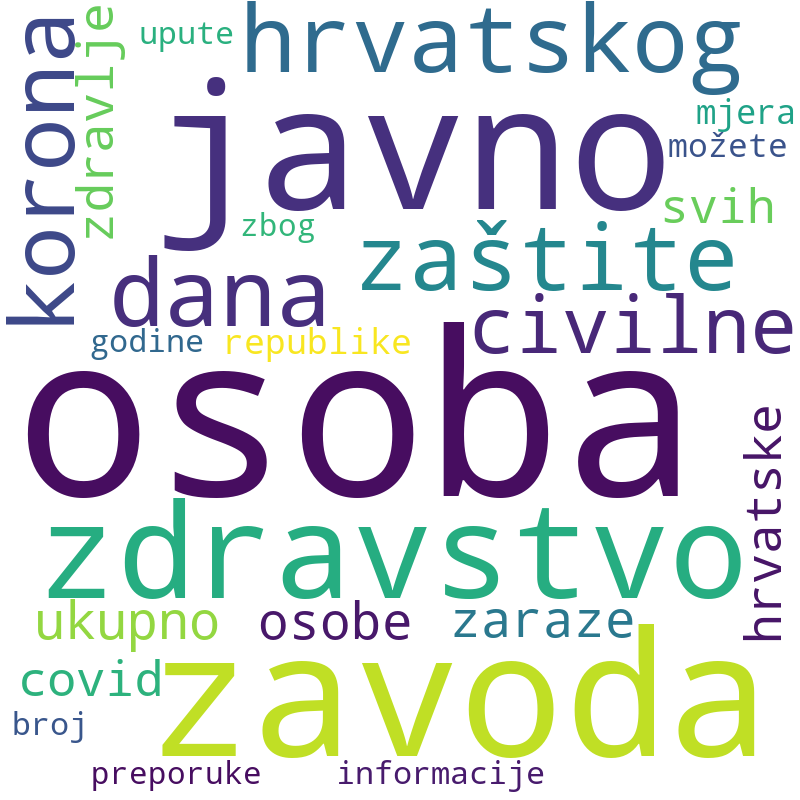 upute
hrvatskog
korona
zdravlje
javno
mjera
možete
svih
zbog
zaštite
dana
civilne
godine
republike
osoba
hrvatske
zdravstvo
ukupno
osobe
zaraze
covid
zavoda
broj
preporuke
informacije